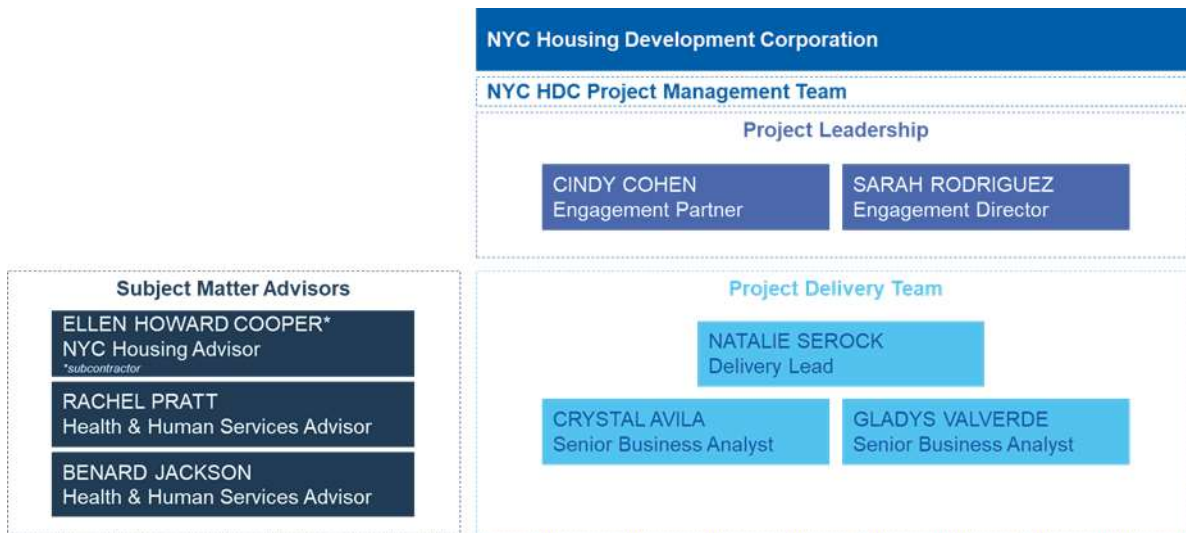 NYC Housing Development Corporation
NYC HDC Project Management Team
Project Leadership
CINDY COHEN
Engagement Partner
SARAH RODRIGUEZ
Engagement Director
Subject Matter Advisors
ELLEN HOWARD COOPER*
NYC Housing Advisor
*subcontractor
RACHEL PRATT
Health & Human Services Advisor
BENARD JACKSON
Health & Human Services Advisor
Project Delivery Team
NATALIE SEROCK
Delivery Lead
CRYSTAL AVILA
Senior Business Analyst
GLADYS VALVERDE
Senior Business Analyst